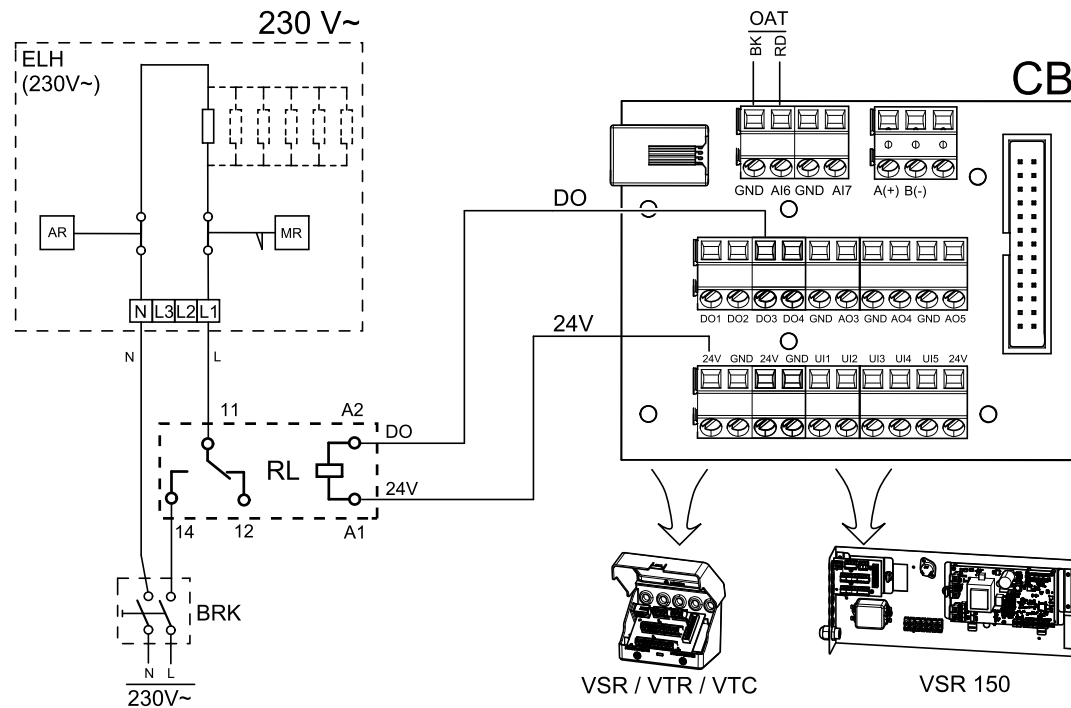 230 V~
OAT
BK
RD
CB
ELH
(230V~)
AR
MR
N L3 L2 L1
N
L
DO
24V
GND AI6 GND AI7
A(+) B(-)
DO1 DO2 DO3 DO4 GND AO3 GND AO4 GND AO5
24V GND 24V GND UI1 UI2 UI3 UI4 UI5 24V
11
A2
DO
RL
24V
14
12
A1
BRK
N L
230V~
VSR / VTR / VTC
VSR 150